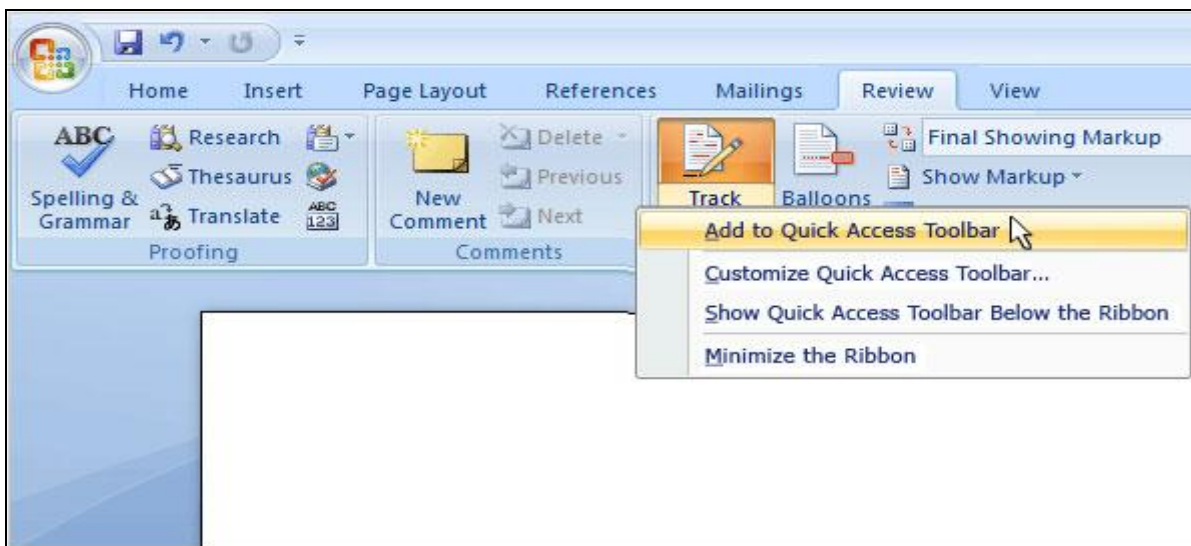 Home Insert Page Layout References Mailings Review View
ABC Research Delete Final Showing Markup
Thesaurus Previous Show Markup
Spelling & Grammar Translate ABC 123 New Comment Next Track Balloons
Proofing Comments
Add to Quick Access Toolbar
Customize Quick Access Toolbar...
Show Quick Access Toolbar Below the Ribbon
Minimize the Ribbon